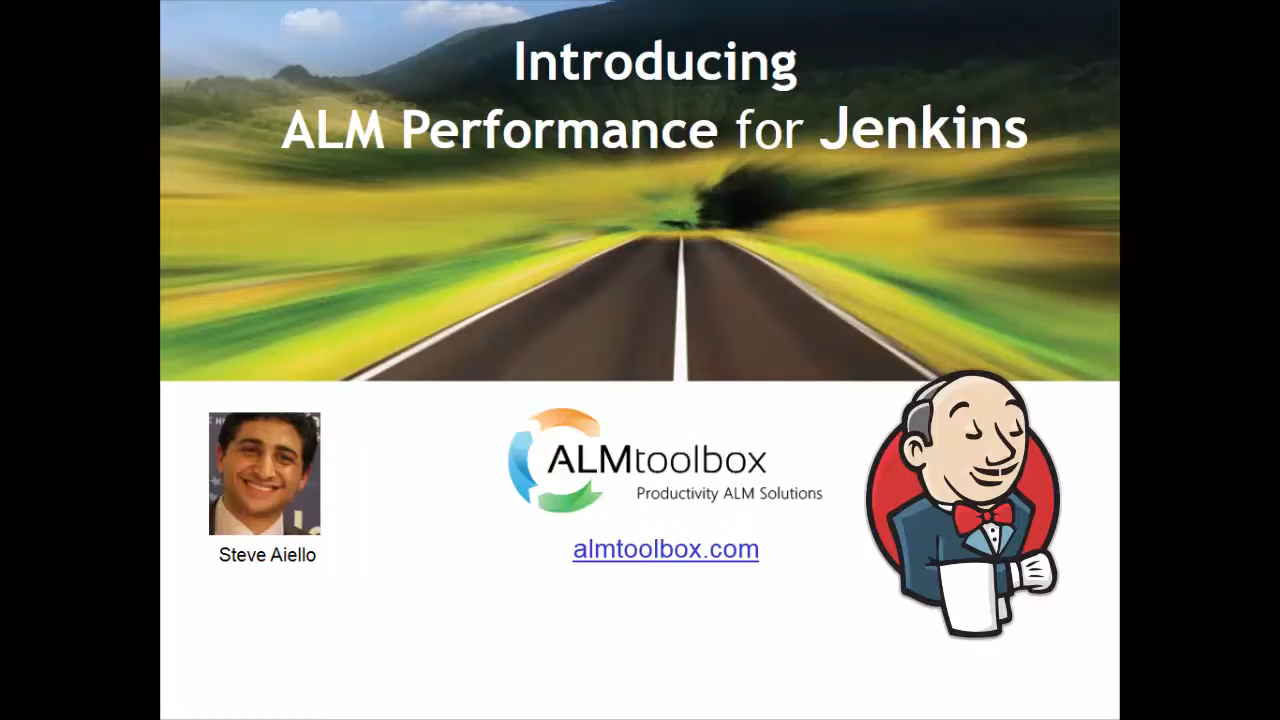 Introducing
ALM Performance for Jenkins
ALMtoolbox
Productivity ALM Solutions
almtoolbox.com
Steve Aiello